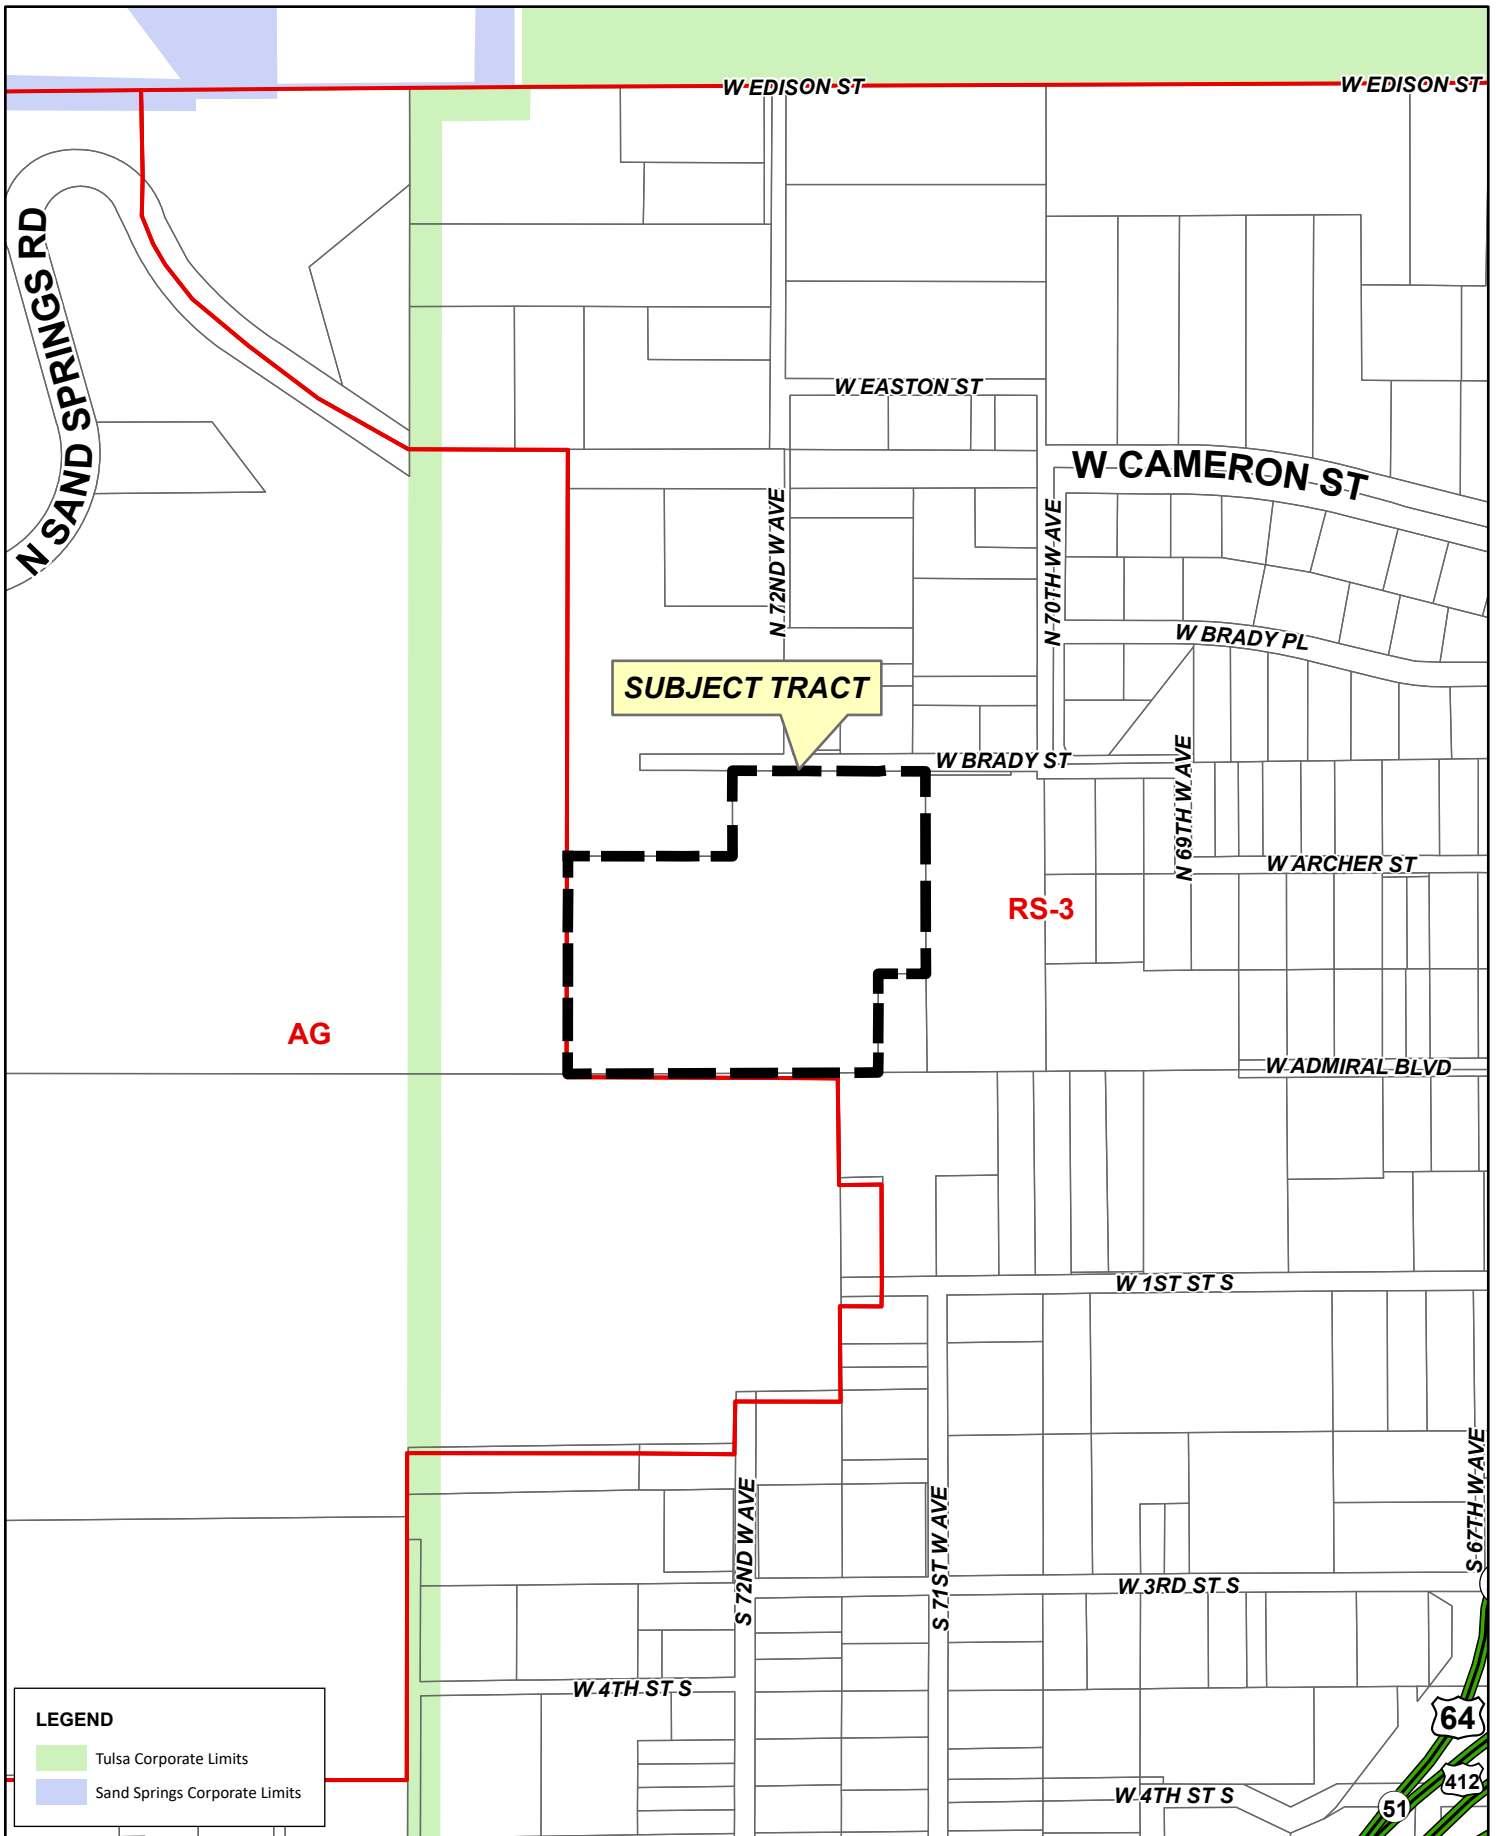 W EDISON ST
W EDISON ST
N SAND SPRINGS RD
W EASTON ST
W CAMERON ST
N 72ND W AVE
N 70TH W AVE
W BRADY PL
SUBJECT TRACT
W BRADY ST
N 69TH W AVE
W ARCHER ST
RS-3
AG
W ADMIRAL BLVD
W 1ST ST S
S 67TH W AVE
S 72ND W AVE
S 71ST W AVE
W 3RD ST S
W 4TH ST S
LEGEND
Tulsa Corporate Limits
Sand Springs Corporate Limits
64
412
W 4TH ST S
51